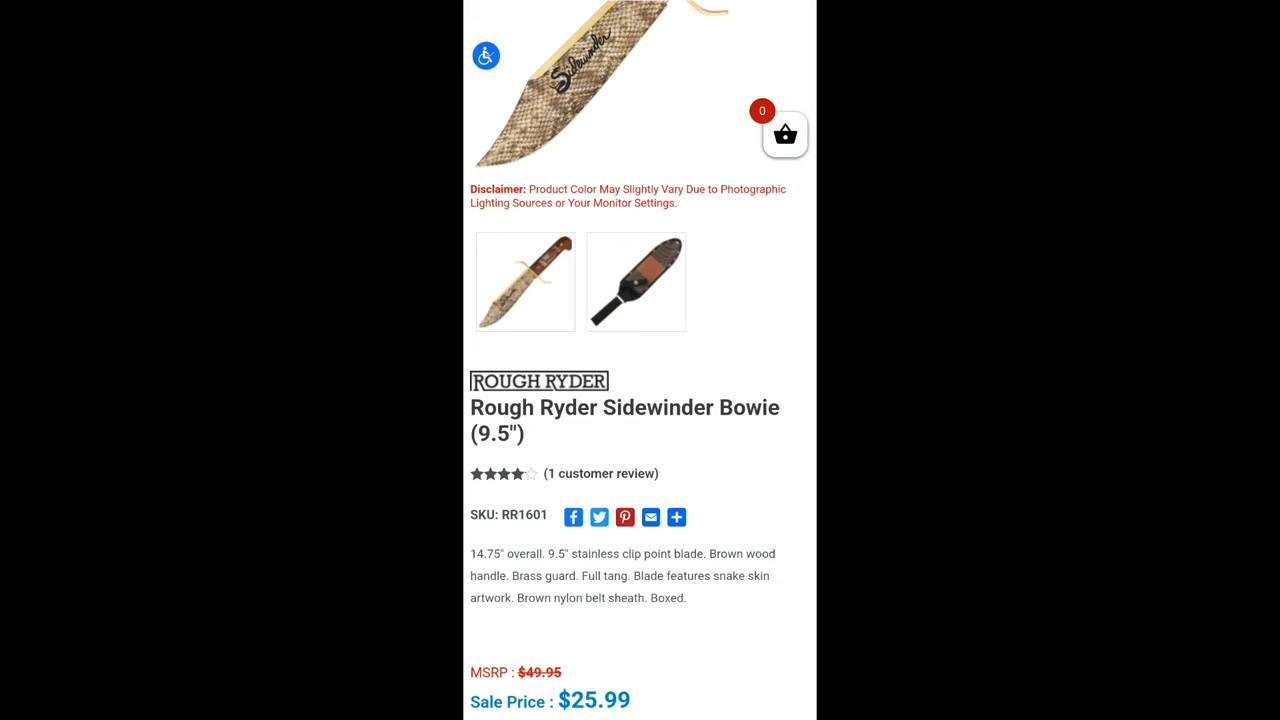 Sidewinder
0
Disclaimer: Product Color May Slightly Vary Due to Photographic
Lighting Sources or Your Monitor Settings.
ROUGH RYDER
Rough Ryder Sidewinder Bowie
(9.5")
(1 customer review)
SKU: RR1601
14.75" overall. 9.5" stainless clip point blade. Brown wood
handle. Brass guard. Full tang. Blade features snake skin
artwork. Brown nylon belt sheath. Boxed.
MSRP : $49.95
Sale Price : $25.99